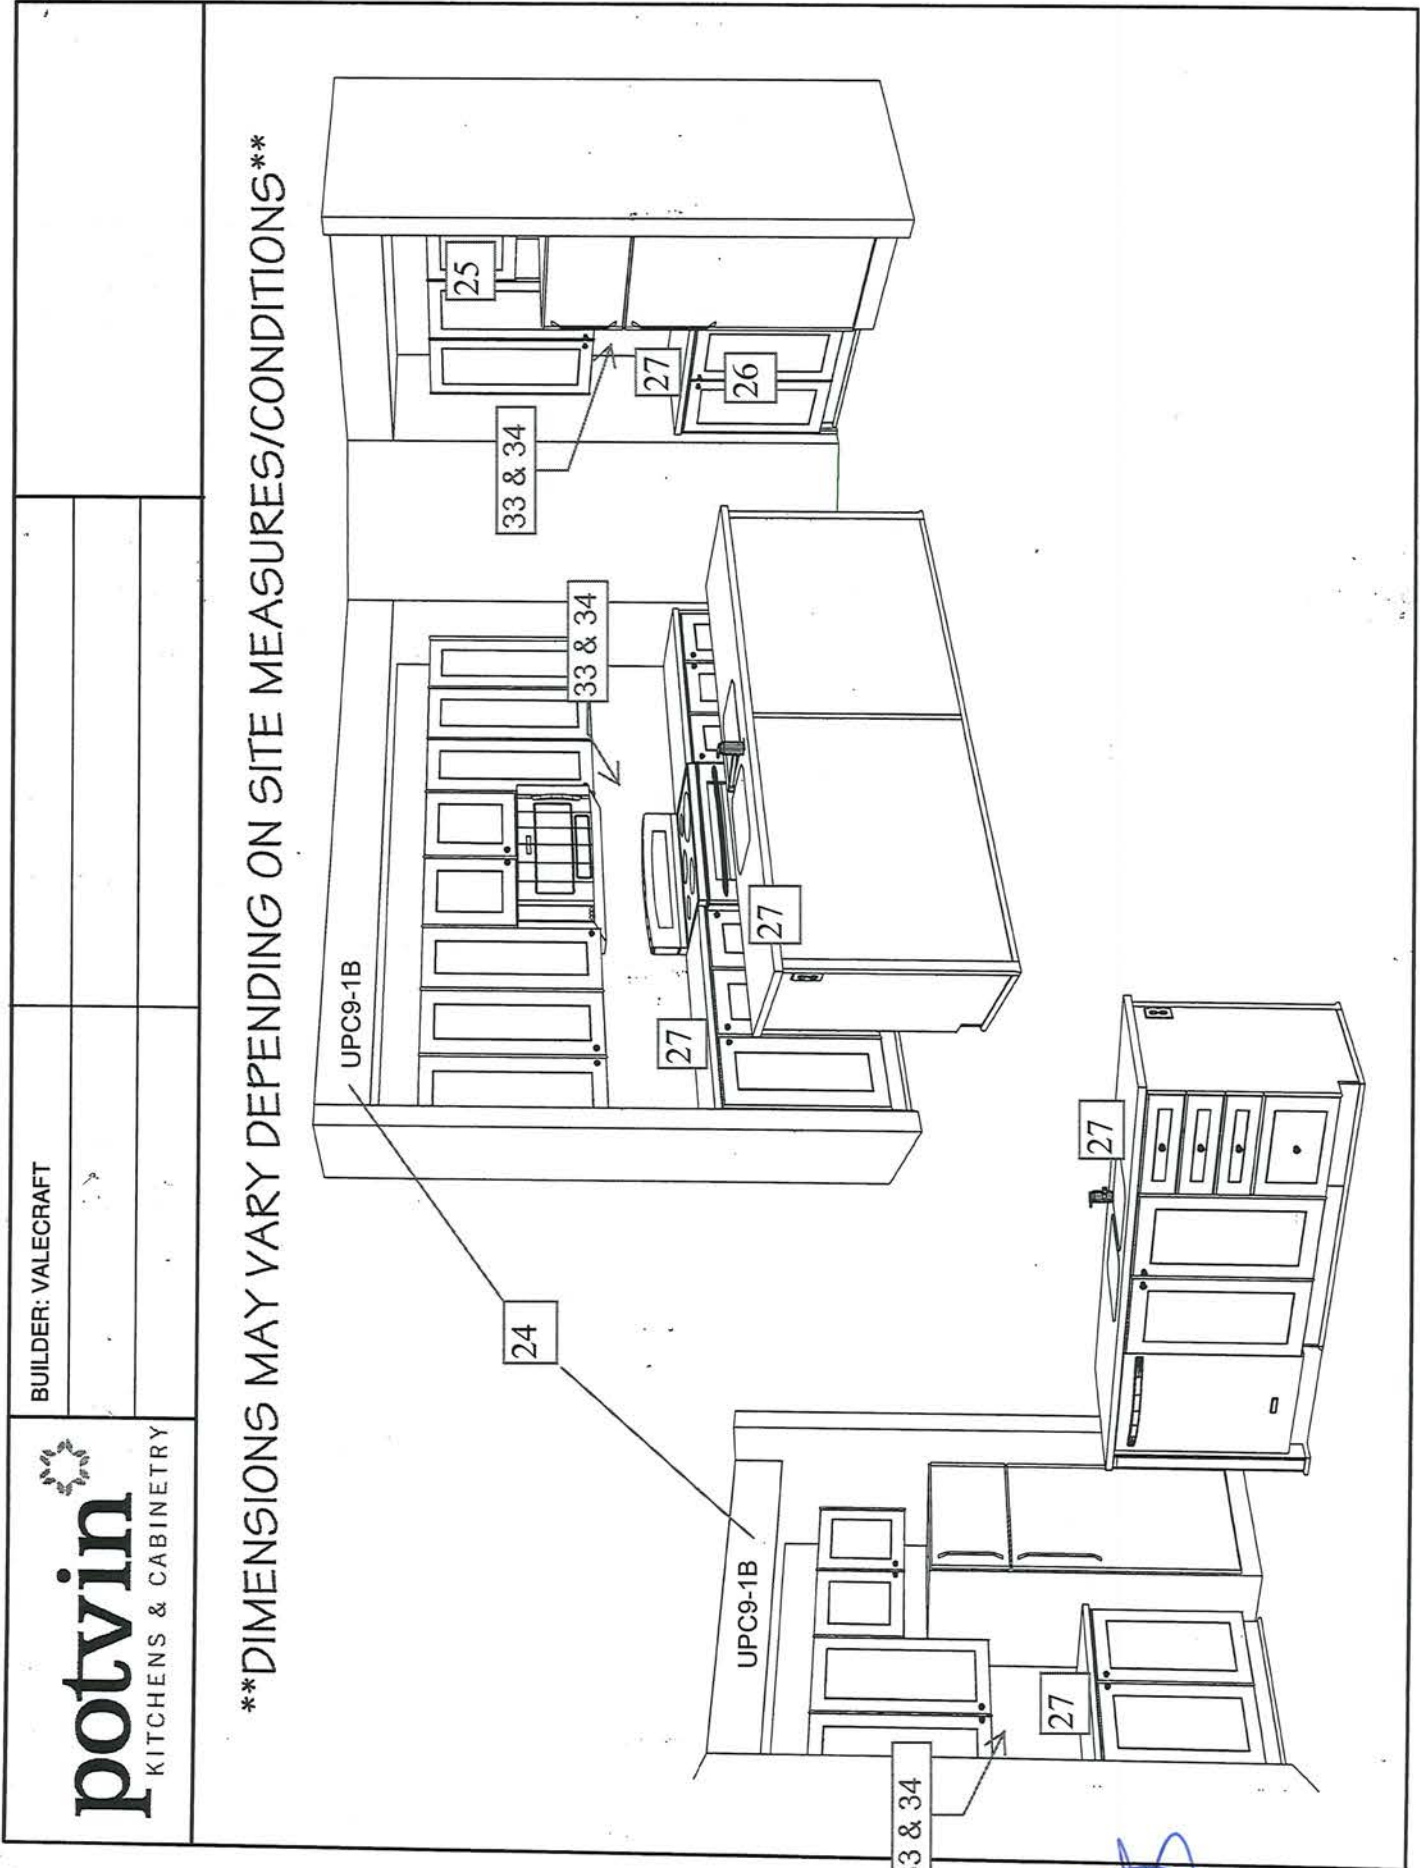 potvin
KITCHENS & CABINETRY
BUILDER: VALECRAFT
**DIMENSIONS MAY VARY DEPENDING ON SITE MEASURES/CONDITIONS**
UPC9-1B
24
UPC9-1B
27
27
33 & 34
33 & 34
25
27
26
3 & 34
27
27